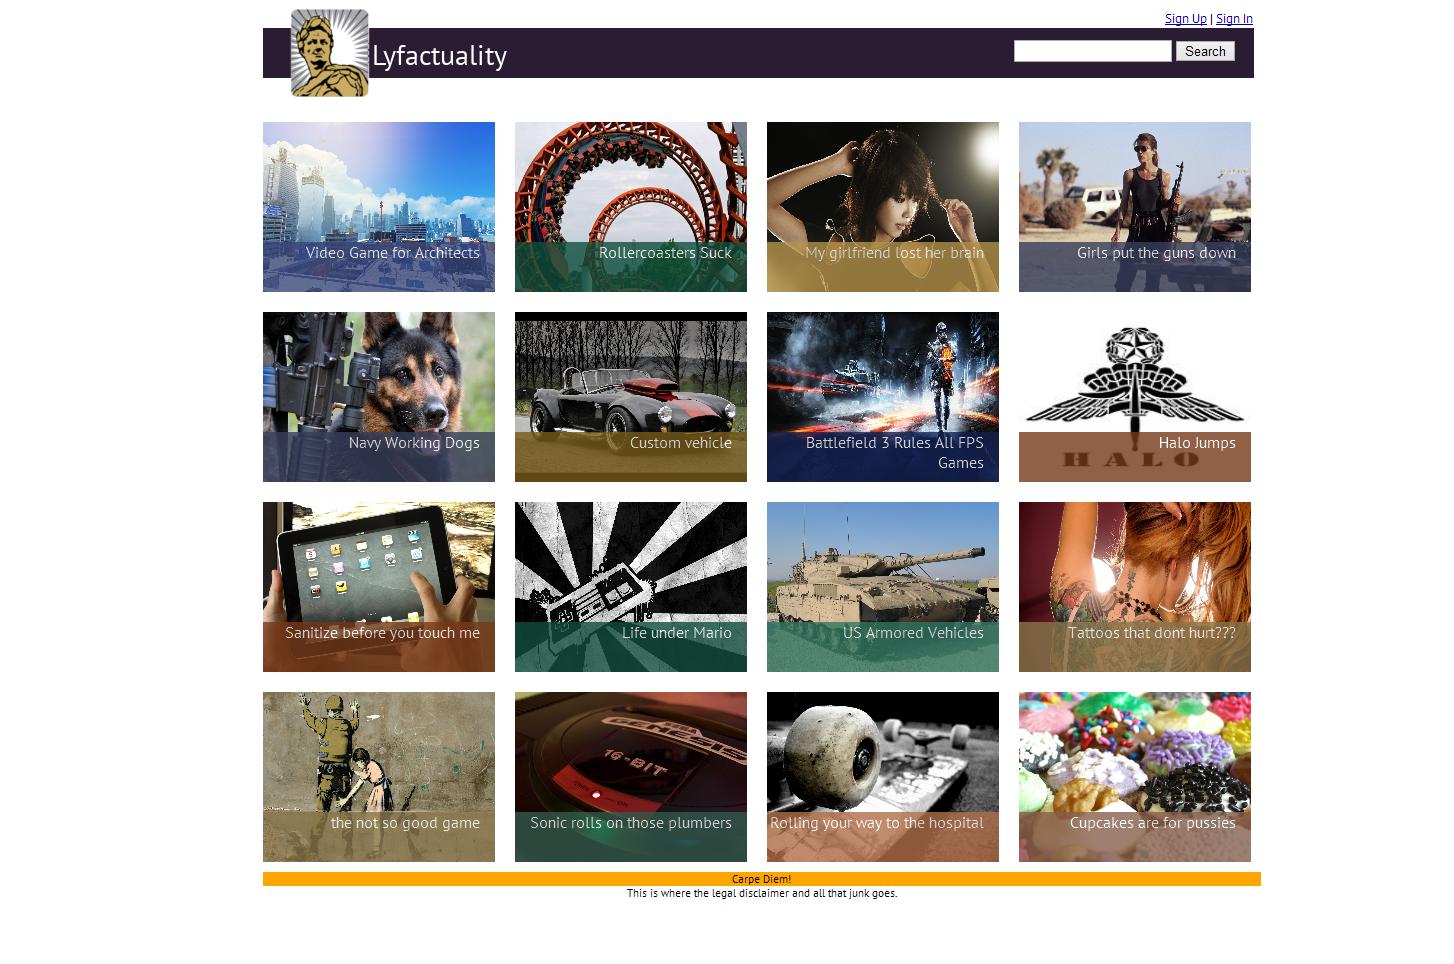 Sign Up | Sign In
Lyfactuality
Search
Video Game for Architects
Rollercoasters Suck
My girlfriend lost her brain
Girls put the guns down
Navy Working Dogs
Custom vehicle
Battlefield 3 Rules All FPS
Games
HALO
Halo Jumps
Sanitize before you touch me
Life under Mario
US Armored Vehicles
Tattoos that dont hurt???
the not so good game
GENESIS
16-BIT
Sonic rolls on those plumbers
Rolling your way to the hospital
Cupcakes are for pussies
Carpe Diem!
This is where the legal disclaimer and all that junk goes.